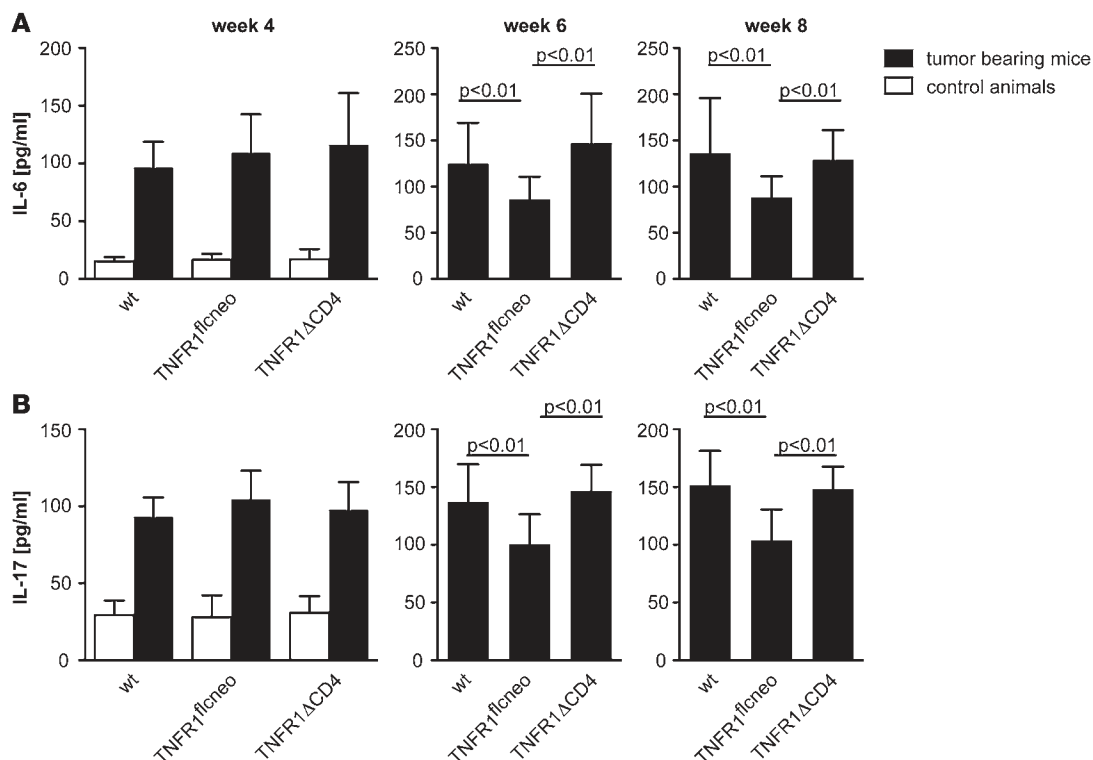 A
week 4
week 6
week 8
tumor bearing mice
control animals
IL-6 [pg/ml]
200
150
100
50
0
wt
TNFR1flcneo
TNFR1ΔCD4
250
200
150
100
50
0
p<0.01
p<0.01
wt
TNFR1flcneo
TNFR1ΔCD4
250
200
150
100
50
0
p<0.01
p<0.01
wt
TNFR1flcneo
TNFR1ΔCD4
B
IL-17 [pg/ml]
150
100
50
0
wt
TNFR1flcneo
TNFR1ΔCD4
200
150
100
50
0
p<0.01
p<0.01
wt
TNFR1flcneo
TNFR1ΔCD4
200
150
100
50
0
p<0.01
p<0.01
wt
TNFR1flcneo
TNFR1ΔCD4